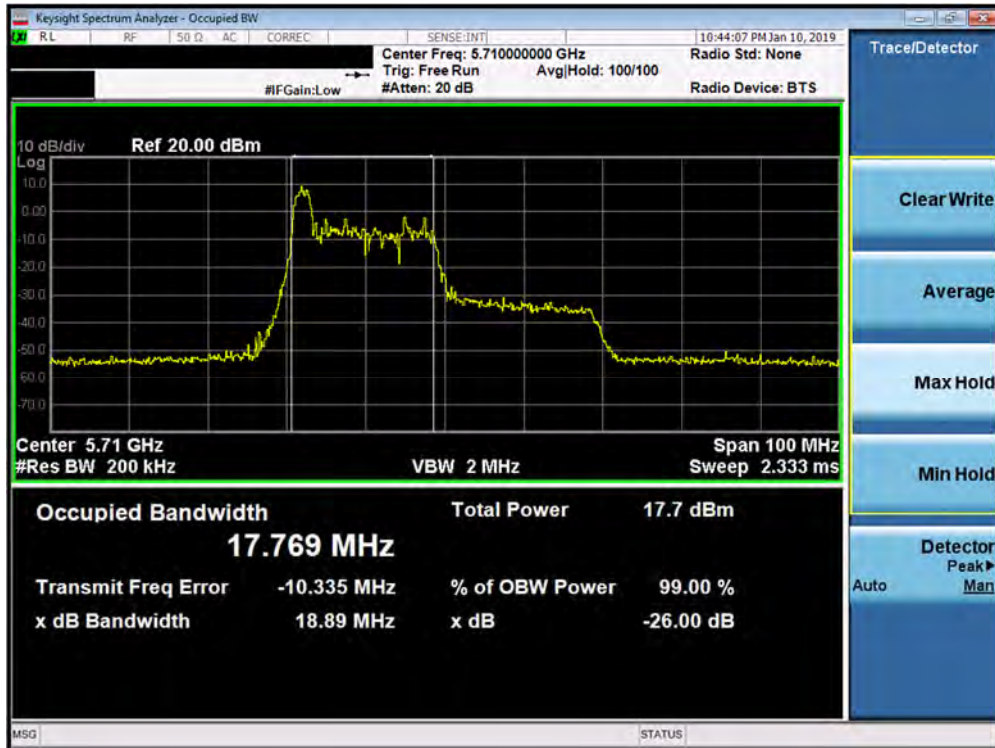 Keysight Spectrum Analyzer - Occupied BW
LXI RL RF 50 Ω AC CORREC SENSE:INT 10:44:07 PM Jan 10, 2019
Center Freq: 5.710000000 GHz Radio Std: None
Trig: Free Run Avg|Hold: 100/100
#IFGain:Low #Atten: 20 dB Radio Device: BTS
10 dB/div Ref 20.00 dBm
Log
10.0
0.00
-10.0
-20.0
-30.0
-40.0
-50.0
-60.0
-70.0
Center 5.71 GHz Span 100 MHz
#Res BW 200 kHz VBW 2 MHz Sweep 2.333 ms
Occupied Bandwidth Total Power 17.7 dBm
17.769 MHz
Transmit Freq Error -10.335 MHz % of OBW Power 99.00 %
x dB Bandwidth 18.89 MHz x dB -26.00 dB
MSG STATUS
Trace/Detector
Clear Write
Average
Max Hold
Min Hold
Detector
Peak▶
Auto Man